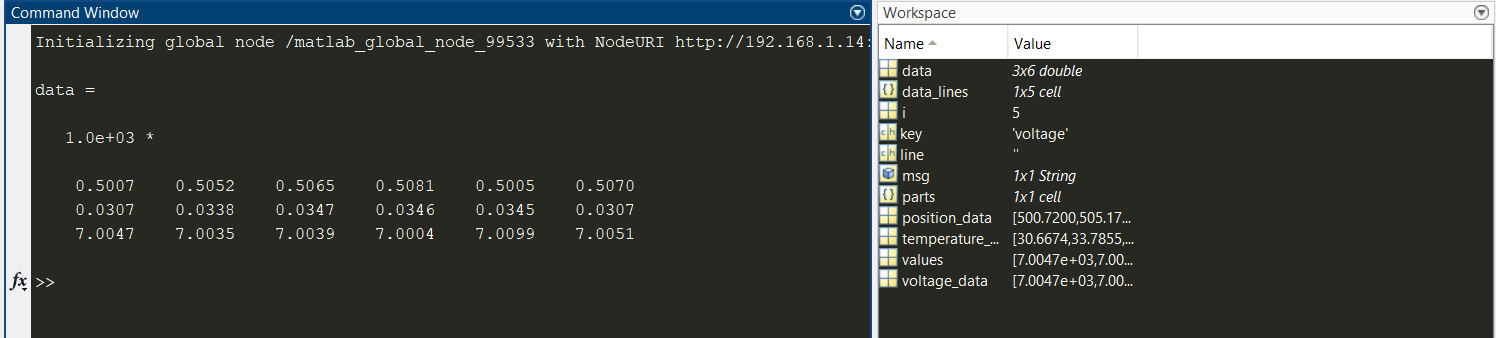 Command Window
Initializing global node /matlab_global_node_99533 with NodeURI http://192.168.1.14:
data =
1.0e+03 *
0.5007 0.5052 0.5065 0.5081 0.5005 0.5070
0.0307 0.0338 0.0347 0.0346 0.0345 0.0307
7.0047 7.0035 7.0039 7.0004 7.0099 7.0051
fx >>
Workspace
Name Value
data 3x6 double
data_lines 1x5 cell
i 5
key 'voltage'
line ''
msg 1x1 String
parts 1x1 cell
position_data [500.7200,505.17...
temperature_... [30.6674,33.7855,...
values [7.0047e+03,7.00...
voltage_data [7.0047e+03,7.00...